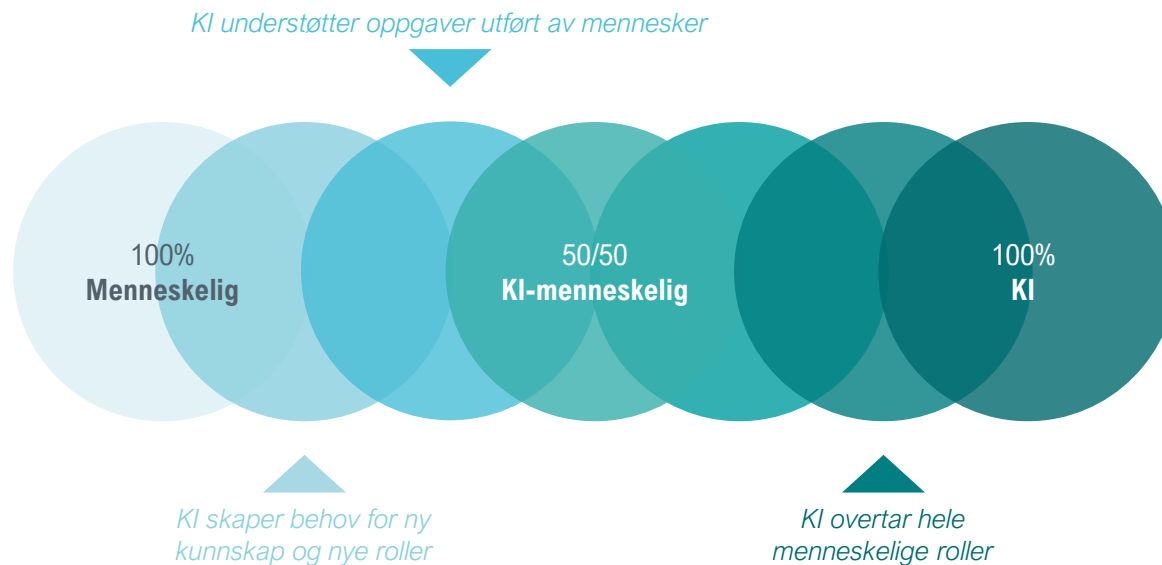 KI understøtter oppgaver utført av mennesker
100%
Menneskelig
50/50
KI-menneskelig
100%
KI
KI skaper behov for ny
kunnskap og nye roller
KI overtar hele
menneskelige roller